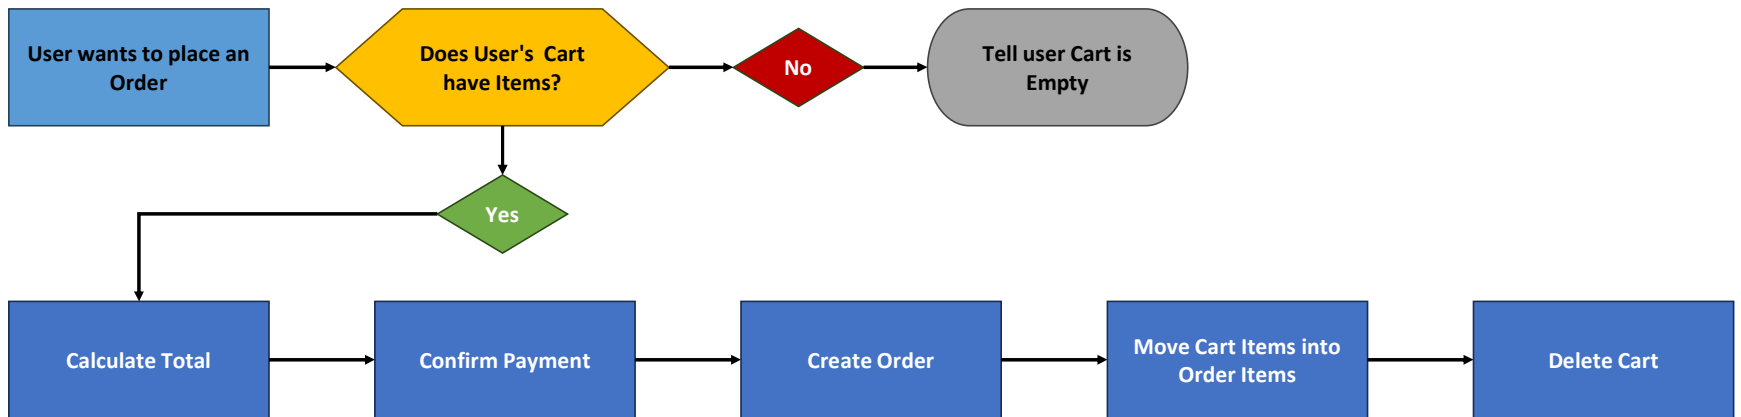 User wants to place an
Order
Does User's Cart
have Items?
No
Tell user Cart is
Empty
Yes
Calculate Total
Confirm Payment
Create Order
Move Cart Items into
Order Items
Delete Cart